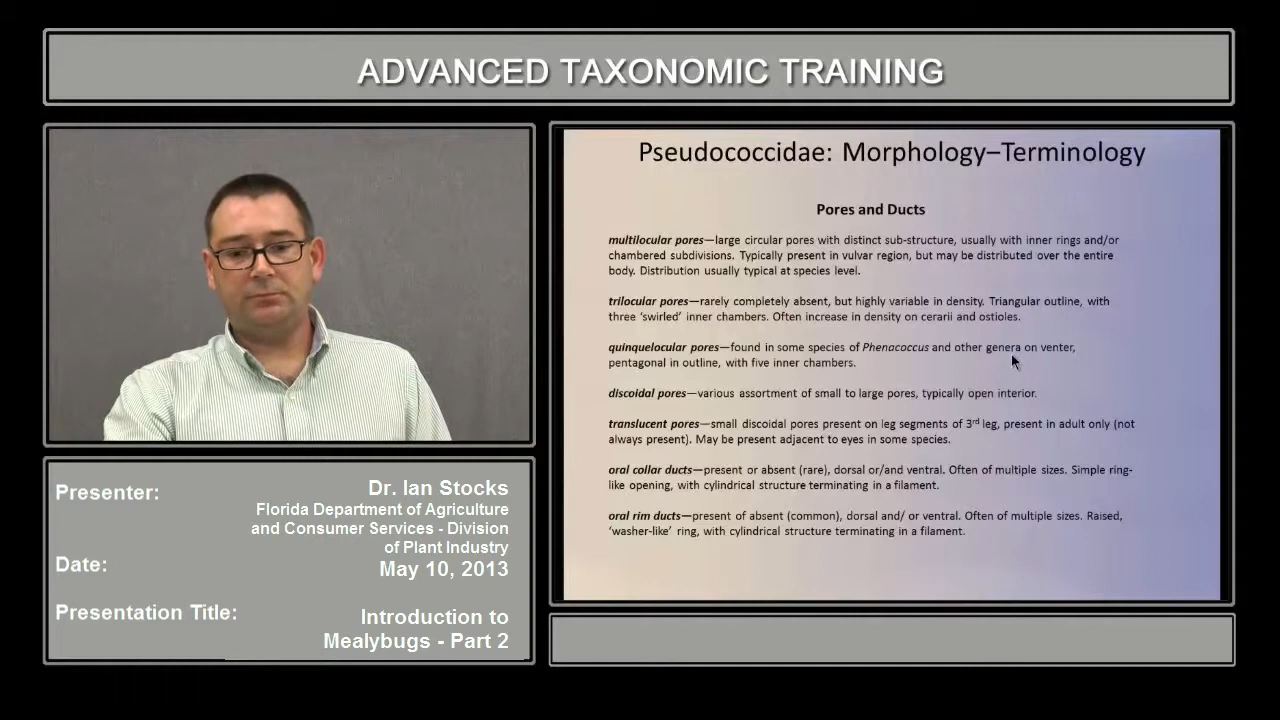 ADVANCED TAXONOMIC TRAINING
Pseudococcidae: Morphology–Terminology
Pores and Ducts
multilocular pores—large circular pores with distinct sub-structure, usually with inner rings and/or
chambered subdivisions. Typically present in vulvar region, but may be distributed over the entire
body. Distribution usually typical at species level.
trilocular pores—rarely completely absent, but highly variable in density. Triangular outline, with
three ‘swirled’ inner chambers. Often increase in density on cerarii and ostioles.
quinquelocular pores—found in some species of Phenacoccus and other genera on venter,
pentagonal in outline, with five inner chambers.
discoidal pores—various assortment of small to large pores, typically open interior.
translucent pores—small discoidal pores present on leg segments of 3rd leg, present in adult only (not
always present). May be present adjacent to eyes in some species.
oral collar ducts—present or absent (rare), dorsal or/and ventral. Often of multiple sizes. Simple ring-
like opening, with cylindrical structure terminating in a filament.
oral rim ducts—present of absent (common), dorsal and/ or ventral. Often of multiple sizes. Raised,
‘washer-like’ ring, with cylindrical structure terminating in a filament.
Presenter: Dr. Ian Stocks
Florida Department of Agriculture
and Consumer Services - Division
of Plant Industry
Date: May 10, 2013
Presentation Title: Introduction to
Mealybugs - Part 2